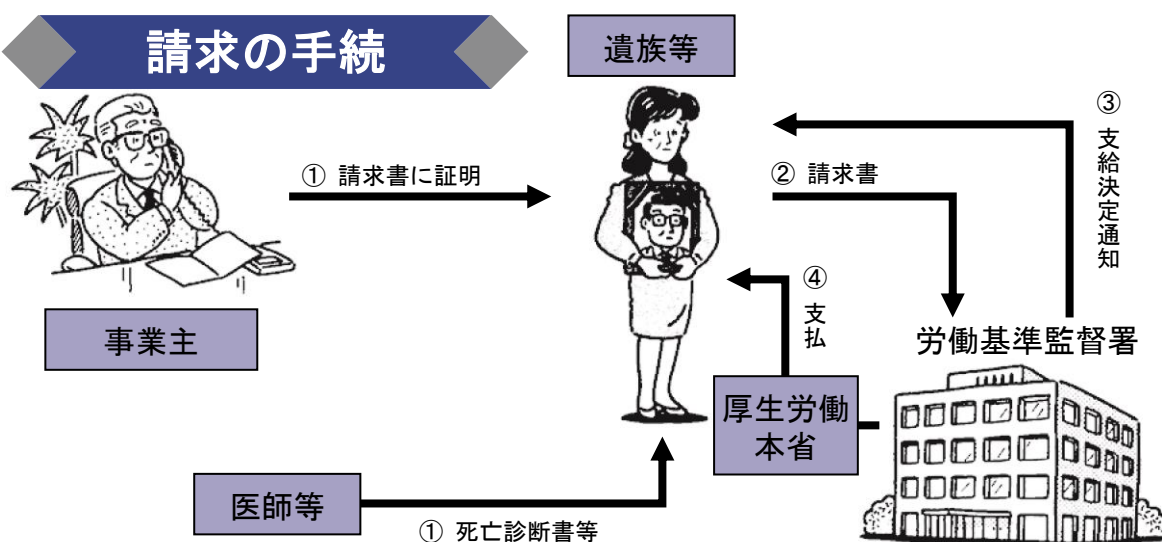 請求の手続
遺族等
① 請求書に証明
② 請求書
③ 支給決定通知
④ 支払
事業主
労働基準監督署
厚生労働
本省
医師等
① 死亡診断書等